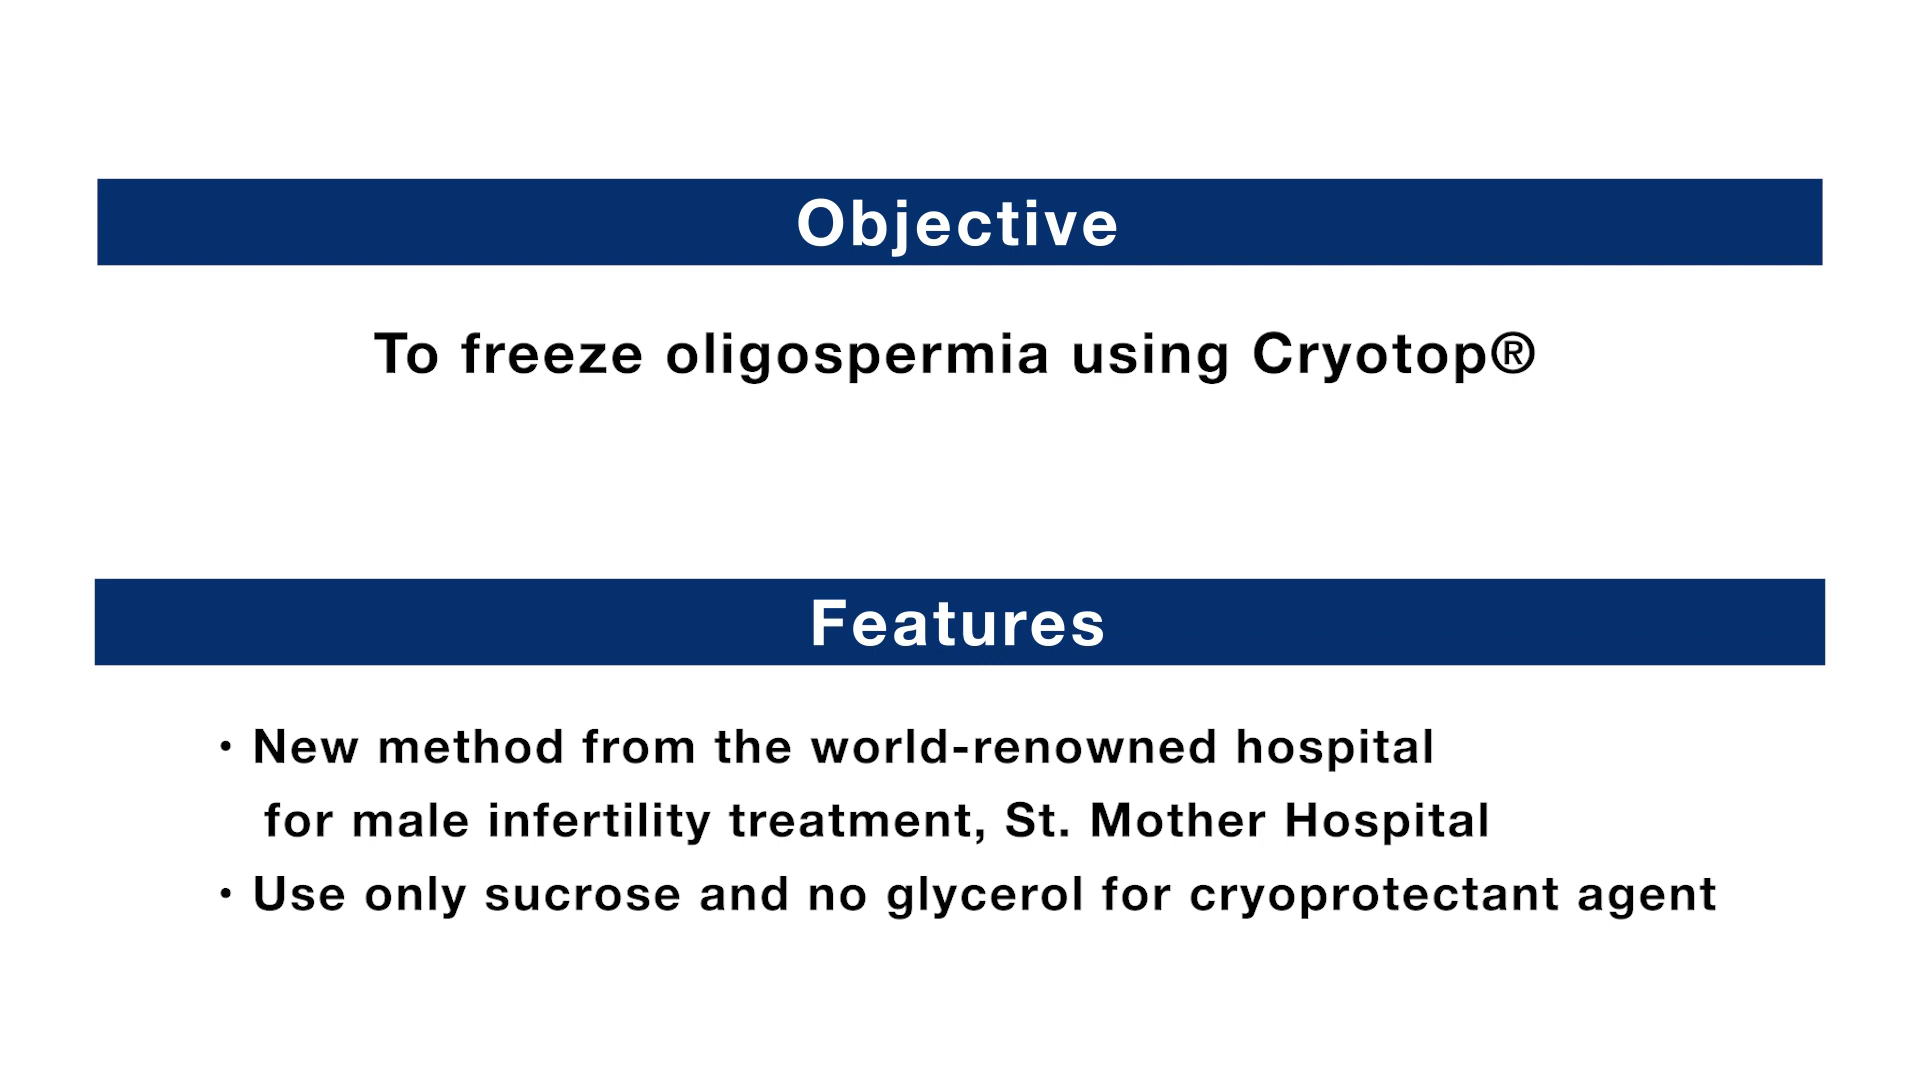 Objective
To freeze oligospermia using Cryotop®
Features
・New method from the world-renowned hospital
for male infertility treatment, St. Mother Hospital
・Use only sucrose and no glycerol for cryoprotectant agent